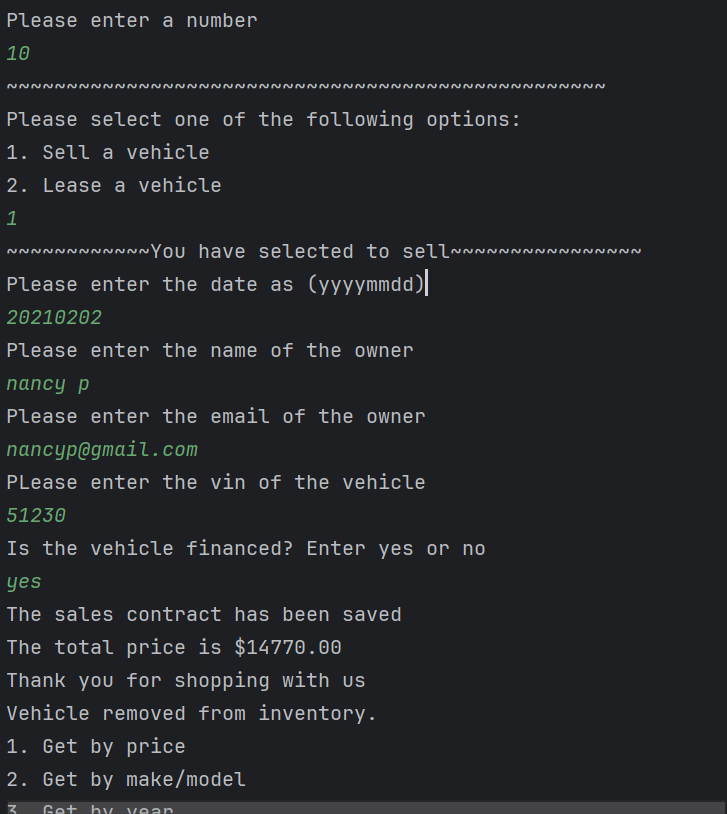 Please enter a number
10
~~~~~~~~~~~~~~~~~~~~~~~~~~~~~~~~~~~~~~~~~~~~~~~~~~
Please select one of the following options:
1. Sell a vehicle
2. Lease a vehicle
1
~~~~~~~~~~~~You have selected to sell~~~~~~~~~~~~~~~~
Please enter the date as (yyyymmdd)
20210202
Please enter the name of the owner
nancy p
Please enter the email of the owner
nancyp@gmail.com
PLease enter the vin of the vehicle
51230
Is the vehicle financed? Enter yes or no
yes
The sales contract has been saved
The total price is $14770.00
Thank you for shopping with us
Vehicle removed from inventory.
1. Get by price
2. Get by make/model
3. Get by year